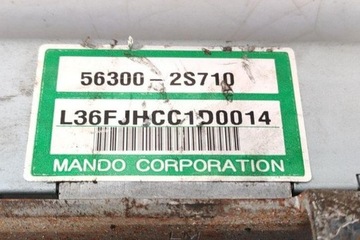 56300-2S710
L36FJHCC1D0014
MANDO CORPORATION